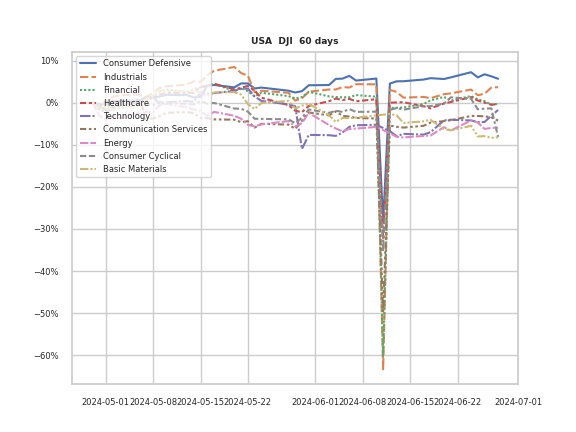 USA DJI 60 days
10%
0%
−10%
−20%
−30%
−40%
−50%
−60%
Consumer Defensive
Industrials
Financial
Healthcare
Technology
Communication Services
Energy
Consumer Cyclical
Basic Materials
2024-05-01 2024-05-08 2024-05-15 2024-05-22 2024-06-01 2024-06-08 2024-06-15 2024-06-22 2024-07-01